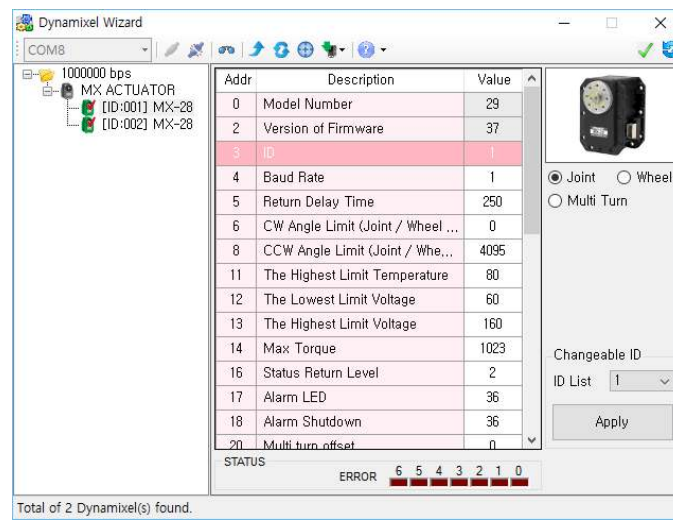 Dynamixel Wizard
COM8
1000000 bps
MX ACTUATOR
[ID:001] MX-28
[ID:002] MX-28
Addr Description Value
0 Model Number 29
2 Version of Firmware 37
3 ID 1
4 Baud Rate 1
5 Return Delay Time 250
6 CW Angle Limit (Joint / Wheel ... 0
8 CCW Angle Limit (Joint / Whe... 4095
11 The Highest Limit Temperature 80
12 The Lowest Limit Voltage 60
13 The Highest Limit Voltage 160
14 Max Torque 1023
16 Status Return Level 2
17 Alarm LED 36
18 Alarm Shutdown 36
20 Multi turn offset 0
Joint Wheel
Multi Turn
Changeable ID
ID List 1
Apply
STATUS
ERROR 6 5 4 3 2 1 0
Total of 2 Dynamixel(s) found.